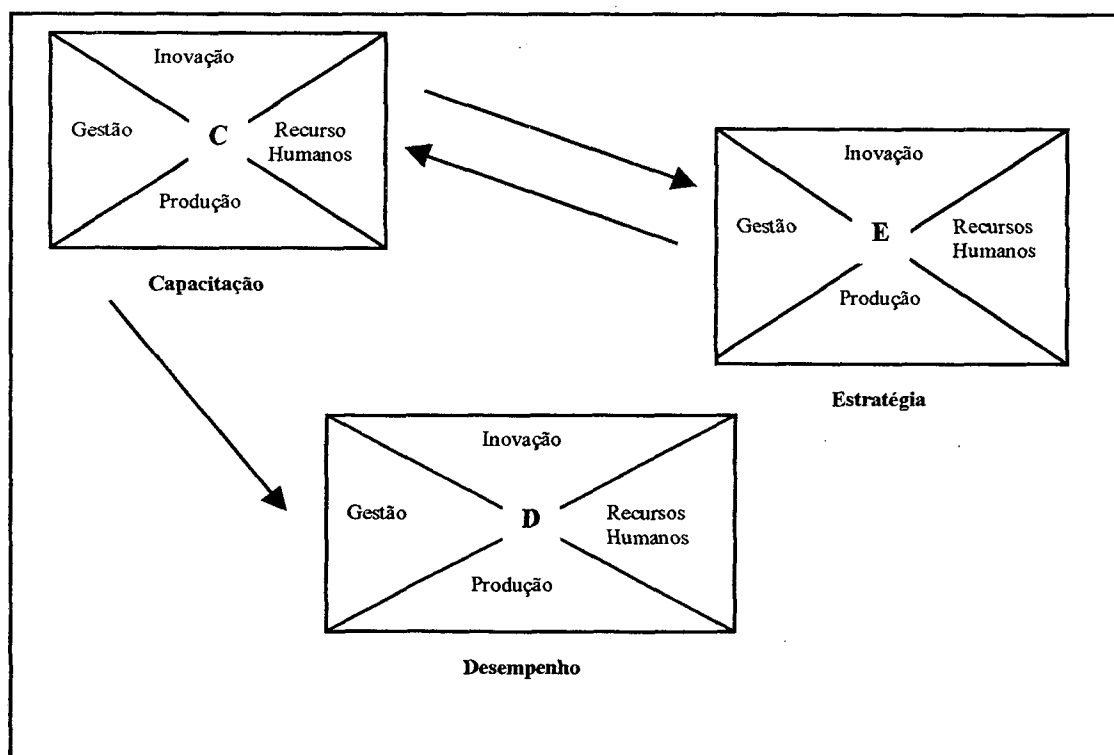 Inovação
Gestão
C
Recurso
Humanos
Produção
Capacitação
Inovação
Gestão
E
Recursos
Humanos
Produção
Estratégia
Inovação
Gestão
D
Recursos
Humanos
Produção
Desempenho